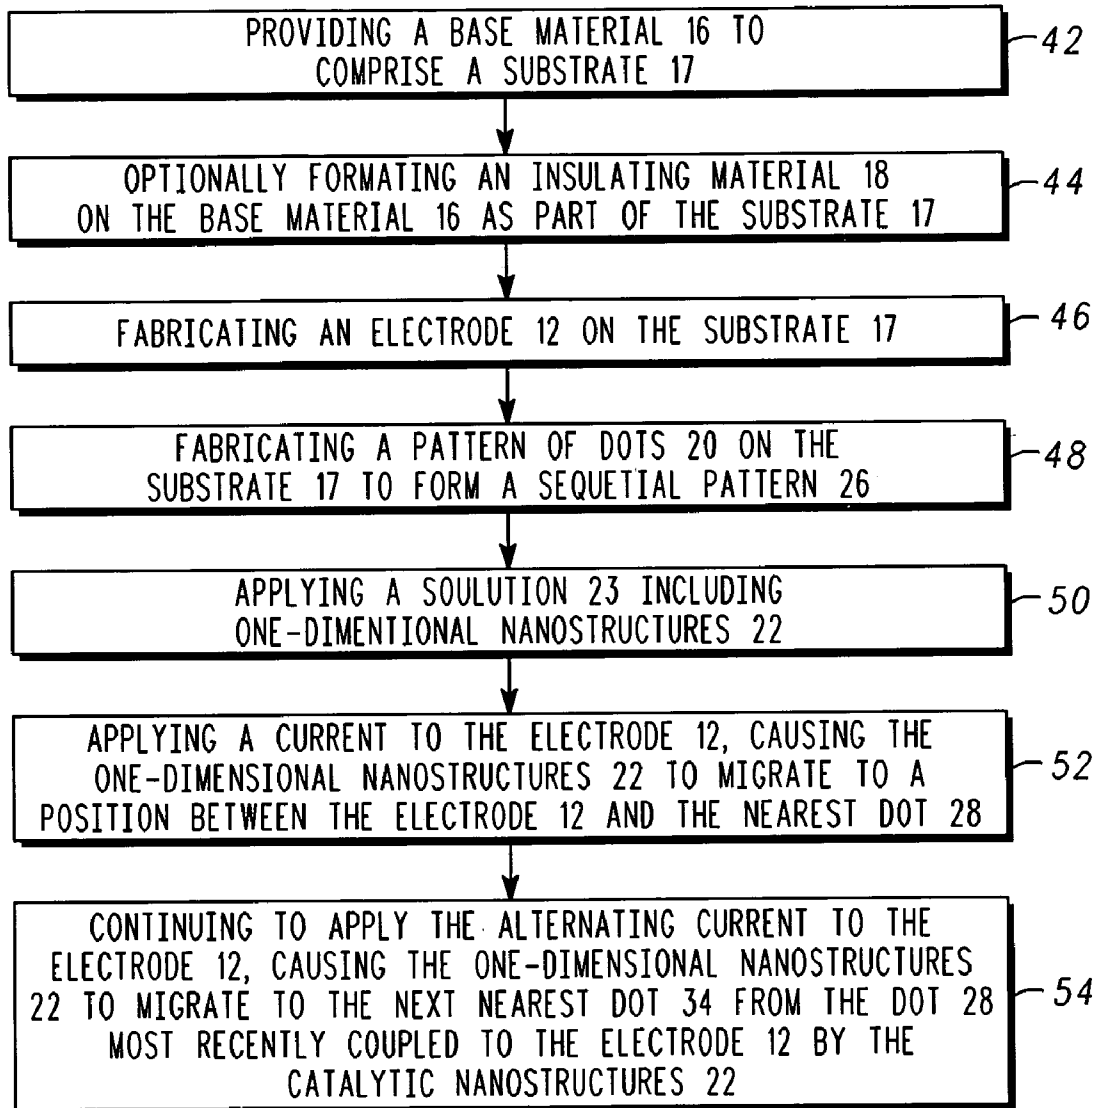 PROVIDING A BASE MATERIAL 16 TO
COMPRISE A SUBSTRATE 17
42
OPTIONALLY FORMATING AN INSULATING MATERIAL 18
ON THE BASE MATERIAL 16 AS PART OF THE SUBSTRATE 17
44
FABRICATING AN ELECTRODE 12 ON THE SUBSTRATE 17
46
FABRICATING A PATTERN OF DOTS 20 ON THE
SUBSTRATE 17 TO FORM A SEQUETIAL PATTERN 26
48
APPLYING A SOULUTION 23 INCLUDING
ONE-DIMENTIONAL NANOSTRUCTURES 22
50
APPLYING A CURRENT TO THE ELECTRODE 12, CAUSING THE
ONE-DIMENSIONAL NANOSTRUCTURES 22 TO MIGRATE TO A
POSITION BETWEEN THE ELECTRODE 12 AND THE NEAREST DOT 28
52
CONTINUING TO APPLY THE ALTERNATING CURRENT TO THE
ELECTRODE 12, CAUSING THE ONE-DIMENSIONAL NANOSTRUCTURES
22 TO MIGRATE TO THE NEXT NEAREST DOT 34 FROM THE DOT 28
MOST RECENTLY COUPLED TO THE ELECTRODE 12 BY THE
CATALYTIC NANOSTRUCTURES 22
54